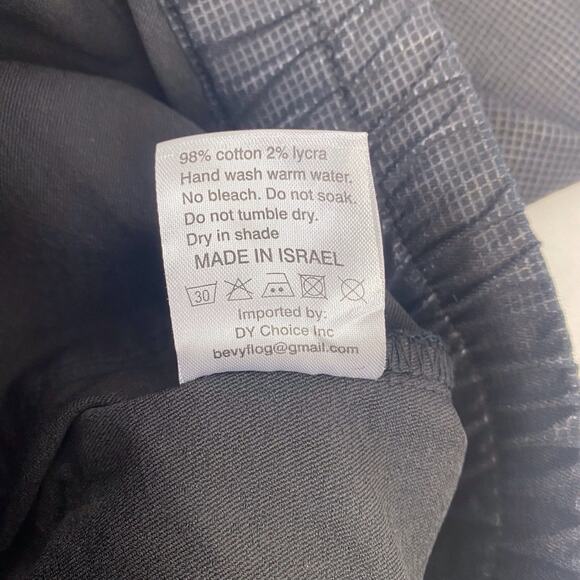 98% cotton 2% lycra
Hand wash warm water.
No bleach. Do not soak.
Do not tumble dry.
Dry in shade
MADE IN ISRAEL
30
Imported by:
DY Choice Inc
bevyflog@gmail.com